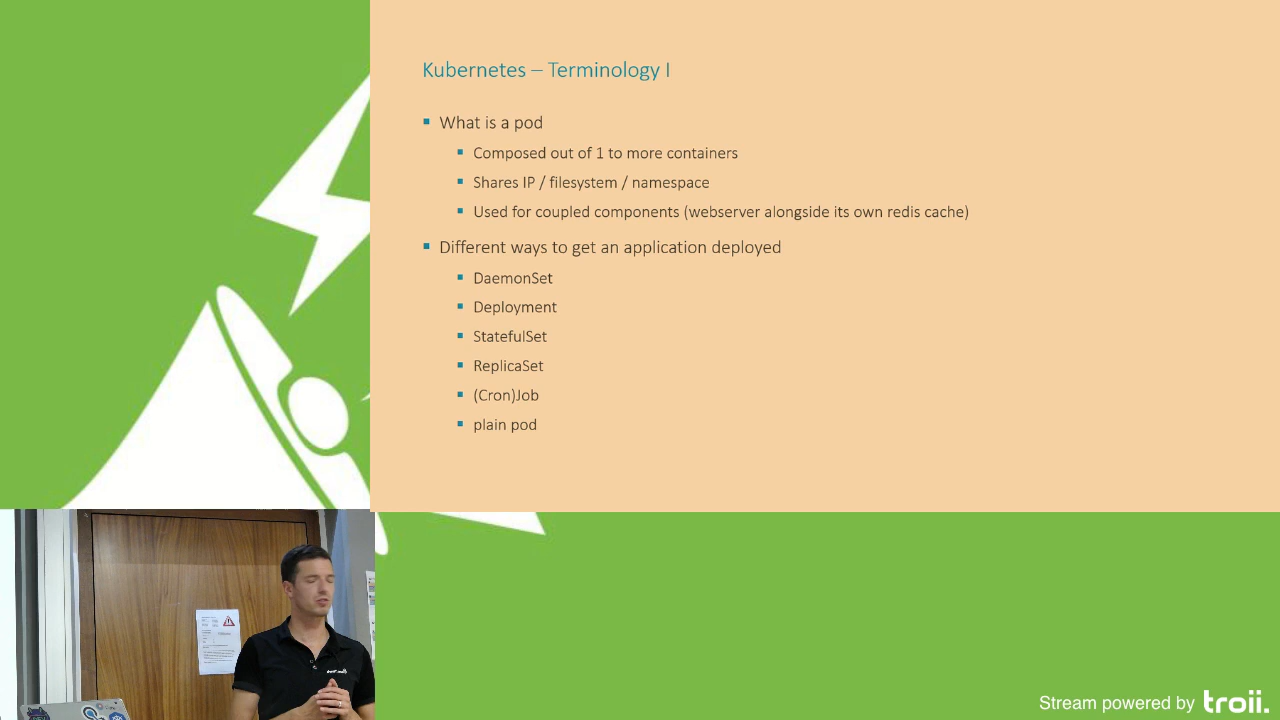 Kubernetes – Terminology I
What is a pod
Composed out of 1 to more containers
Shares IP / filesystem / namespace
Used for coupled components (webserver alongside its own redis cache)
Different ways to get an application deployed
DaemonSet
Deployment
StatefulSet
ReplicaSet
(Cron)Job
plain pod
Stream powered by troii.